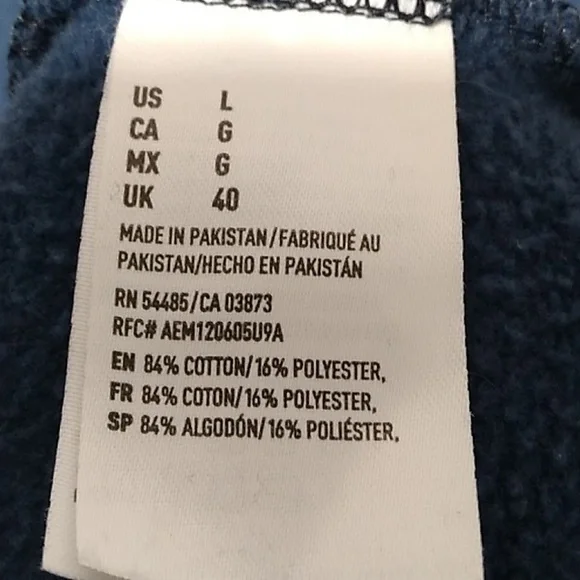 US L
CA G
MX G
UK 40
MADE IN PAKISTAN/FABRIQUÉ AU
PAKISTAN/HECHO EN PAKISTÁN
RN 54485/CA 03873
RFC# AEM120605U9A
EN 84% COTTON/16% POLYESTER,
FR 84% COTON/16% POLYESTER,
SP 84% ALGODÓN/16% POLIÉSTER.